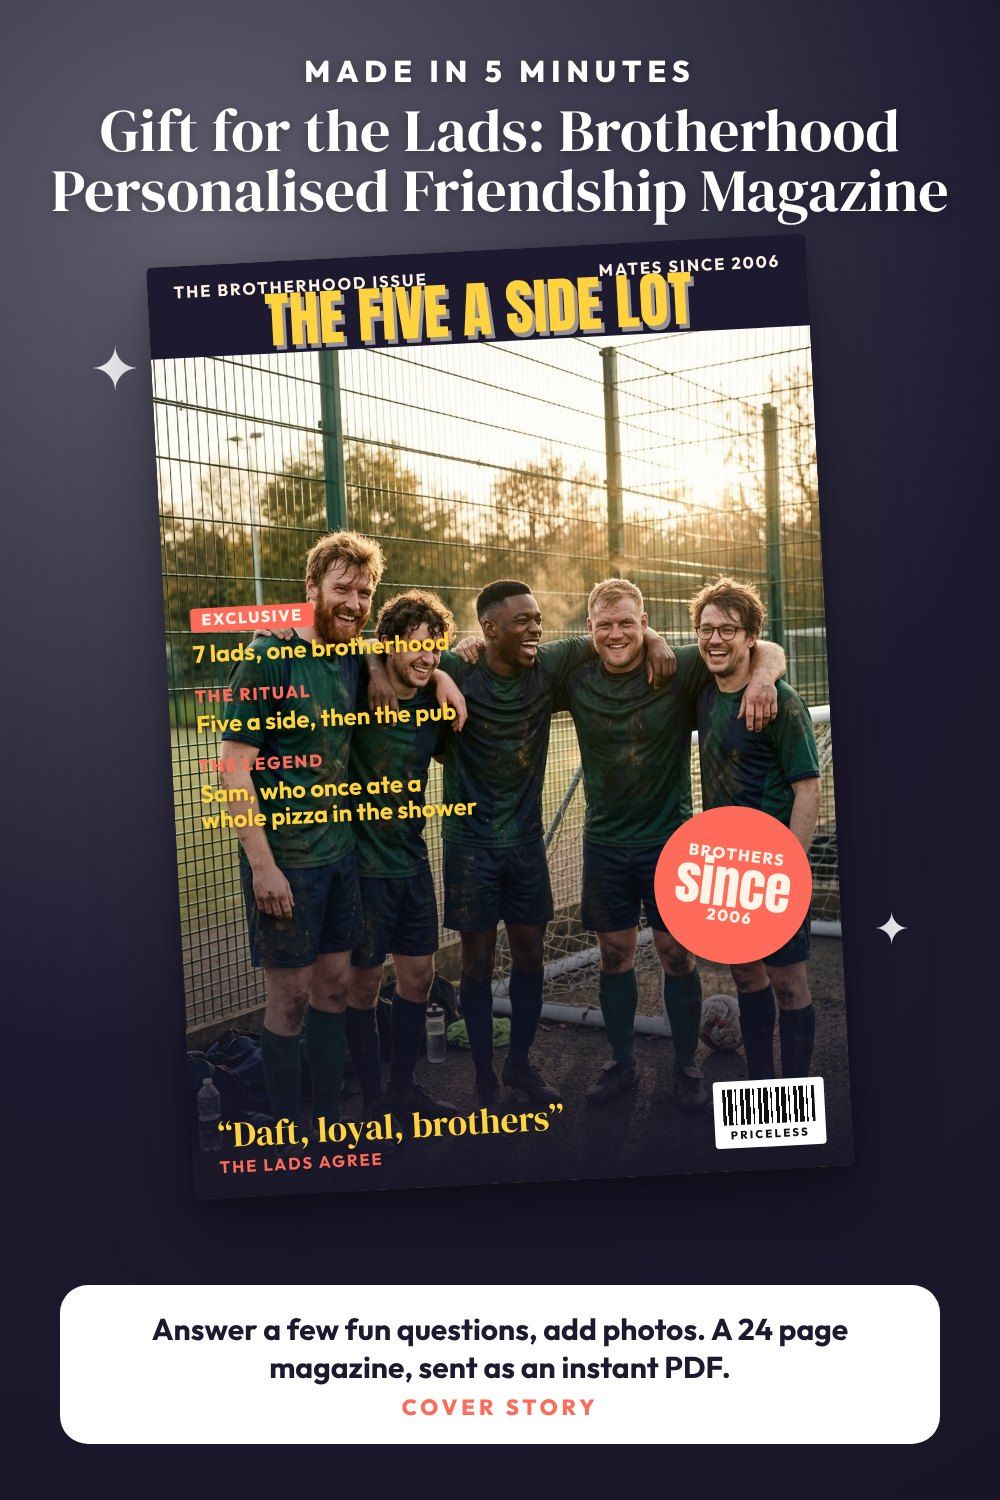 MADE IN 5 MINUTES
Gift for the Lads: Brotherhood
Personalised Friendship Magazine
THE BROTHERHOOD ISSUE
MATES SINCE 2006
THE FIVE A SIDE LOT
EXCLUSIVE
7 lads, one brotherhood
THE RITUAL
Five a side, then the pub
THE LEGEND
Sam, who once ate a
whole pizza in the shower
BROTHERS
since
2006
“Daft, loyal, brothers”
THE LADS AGREE
PRICELESS
Answer a few fun questions, add photos. A 24 page
magazine, sent as an instant PDF.
COVER STORY